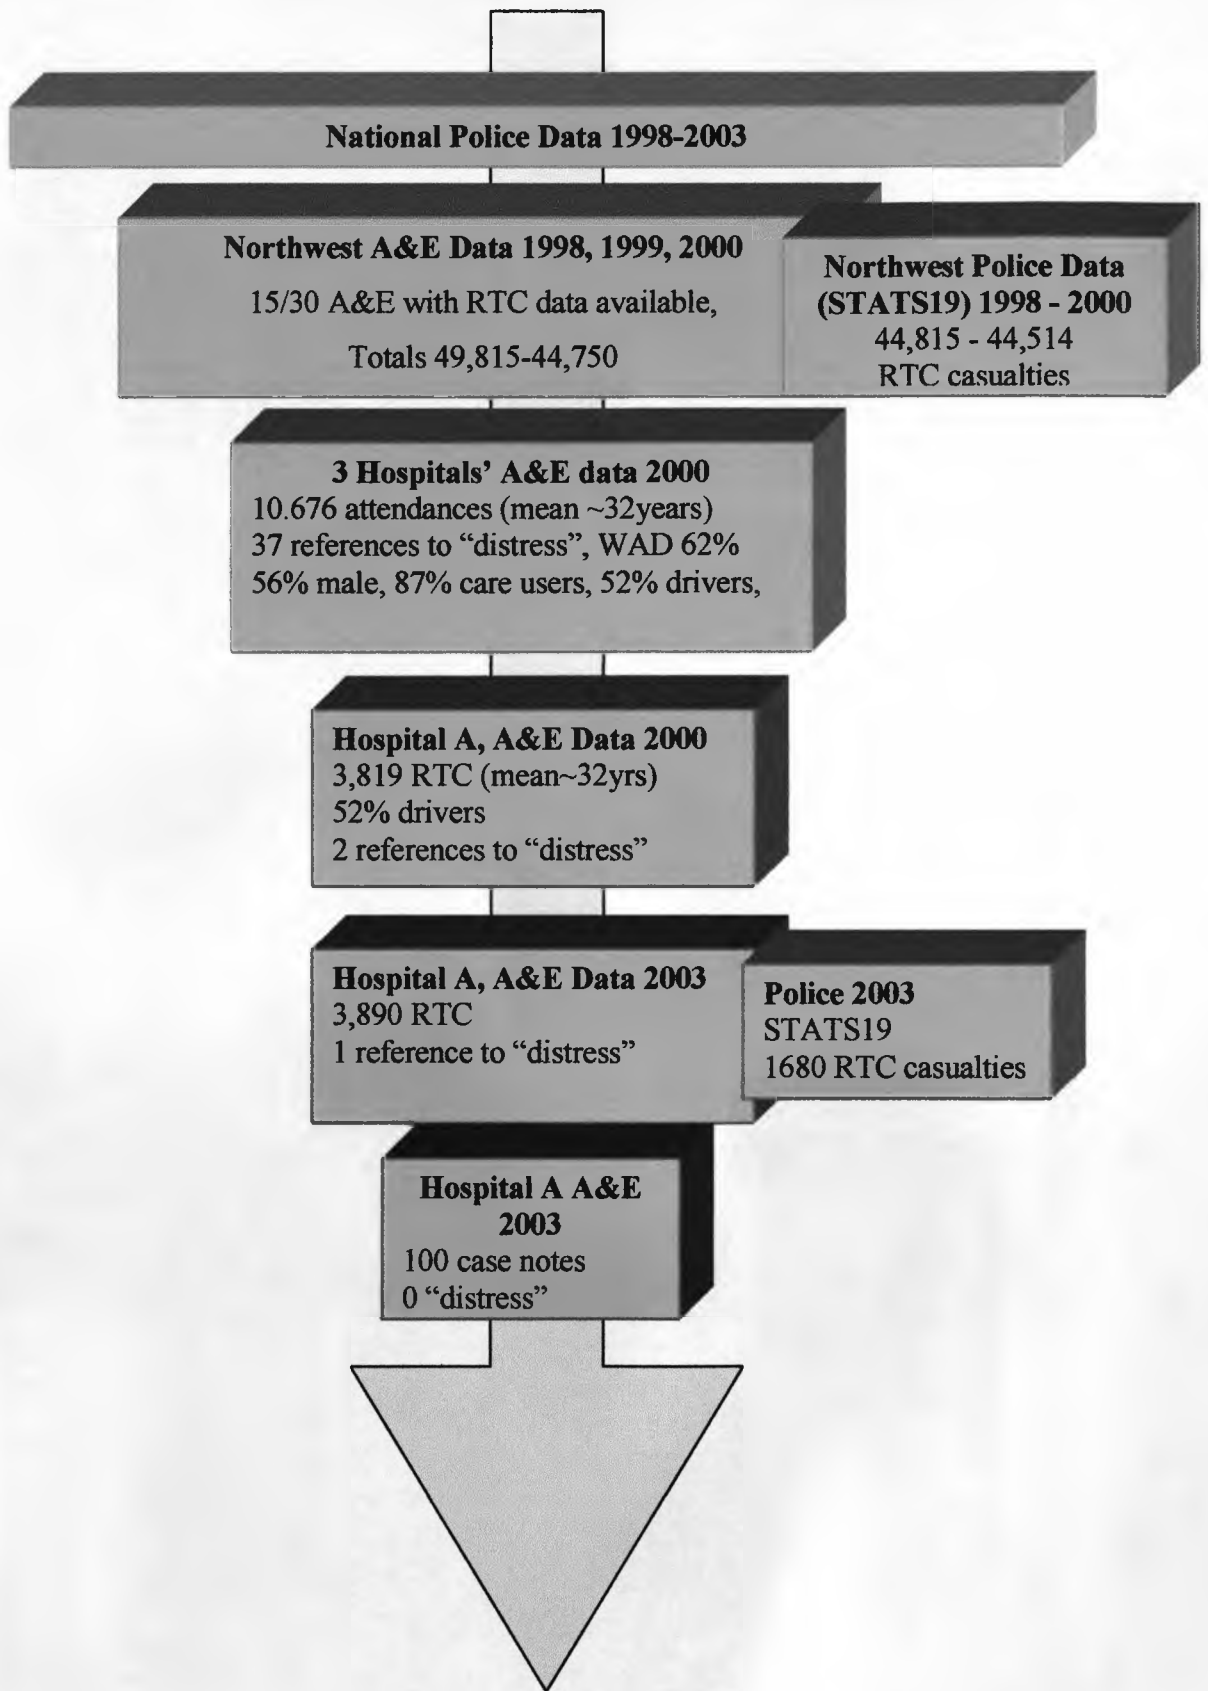 National Police Data 1998-2003
Northwest A&E Data 1998, 1999, 2000
15/30 A&E with RTC data available,
Totals 49,815-44,750
Northwest Police Data
(STATS19) 1998 - 2000
44,815 - 44,514
RTC casualties
3 Hospitals’ A&E data 2000
10.676 attendances (mean ~32years)
37 references to “distress”, WAD 62%
56% male, 87% care users, 52% drivers,
Hospital A, A&E Data 2000
3,819 RTC (mean~32yrs)
52% drivers
2 references to “distress”
Hospital A, A&E Data 2003
3,890 RTC
1 reference to “distress”
Police 2003
STATS19
1680 RTC casualties
Hospital A A&E
2003
100 case notes
0 “distress”